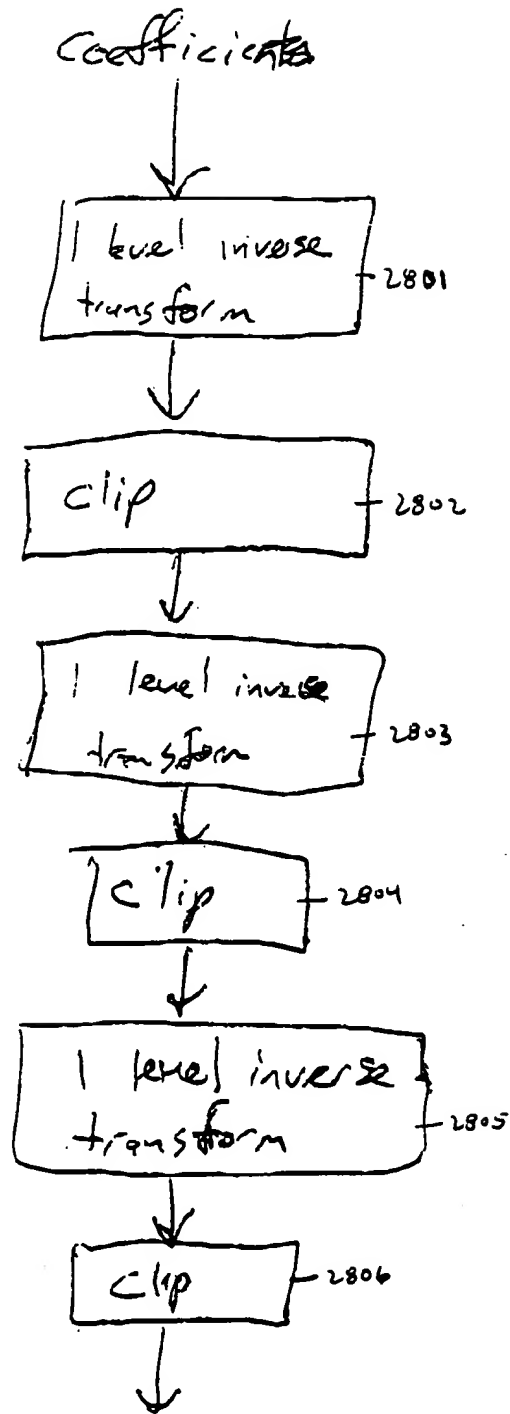 Coefficients
1 level inverse
transform
2801
clip
2802
1 level inverse
transform
2803
clip
2804
1 level inverse
transform
2805
clip
2806